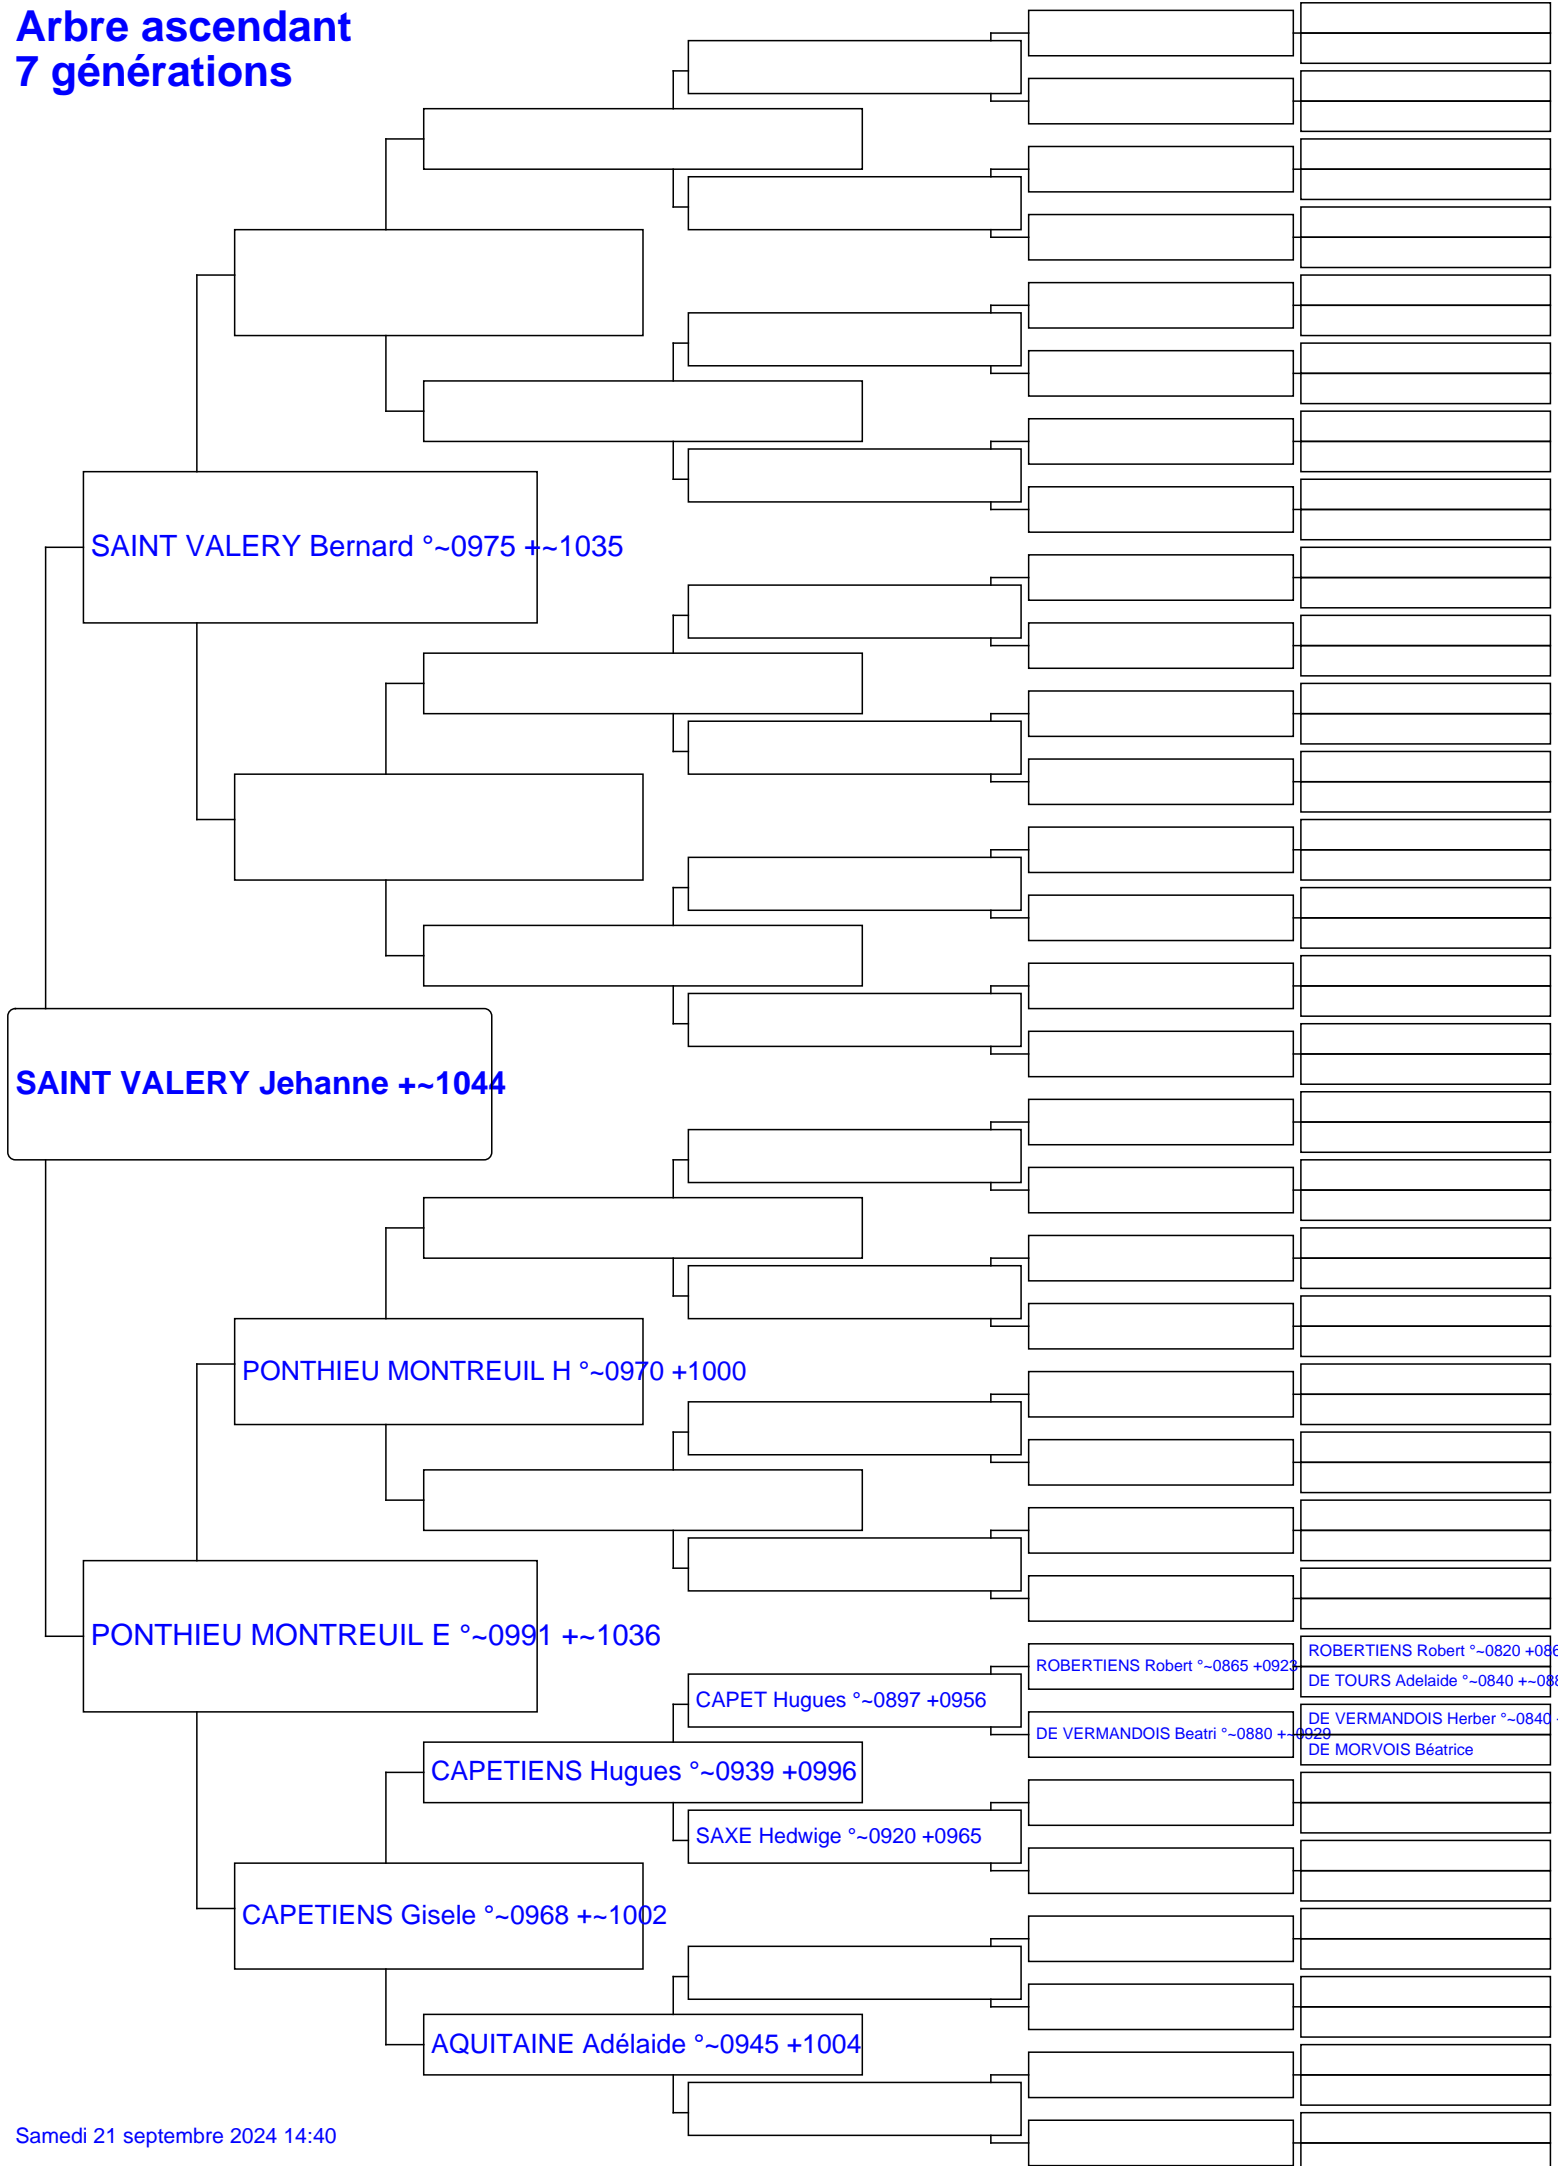 Arbre ascendant
7 générations
SAINT VALERY Bernard °~0975 +~1035
SAINT VALERY Jehanne +~1044
PONTHIEU MONTREUIL H °~0970 +1000
PONTHIEU MONTREUIL E °~0991 +~1036
ROBERTIENS Robert °~0820 +086
ROBERTIENS Robert °~0865 +0923
DE TOURS Adelaide °~0840 +~088
CAPET Hugues °~0897 +0956
DE VERMANDOIS Herber °~0840 +
DE VERMANDOIS Beatri °~0880 +~0929
DE MORVOIS Béatrice
CAPETIENS Hugues °~0939 +0996
SAXE Hedwige °~0920 +0965
CAPETIENS Gisele °~0968 +~1002
AQUITAINE Adélaide °~0945 +1004
Samedi 21 septembre 2024 14:40